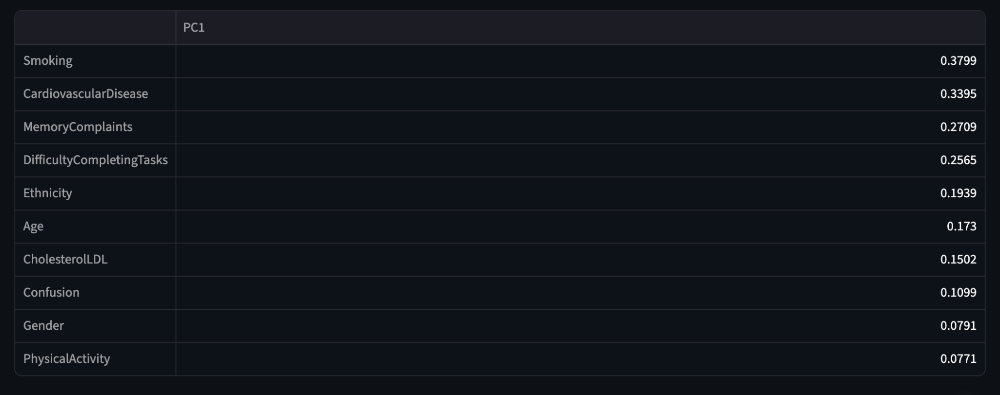 PC1
Smoking 0.3799
CardiovascularDisease 0.3395
MemoryComplaints 0.2709
DifficultyCompletingTasks 0.2565
Ethnicity 0.1939
Age 0.173
CholesterolLDL 0.1502
Confusion 0.1099
Gender 0.0791
PhysicalActivity 0.0771